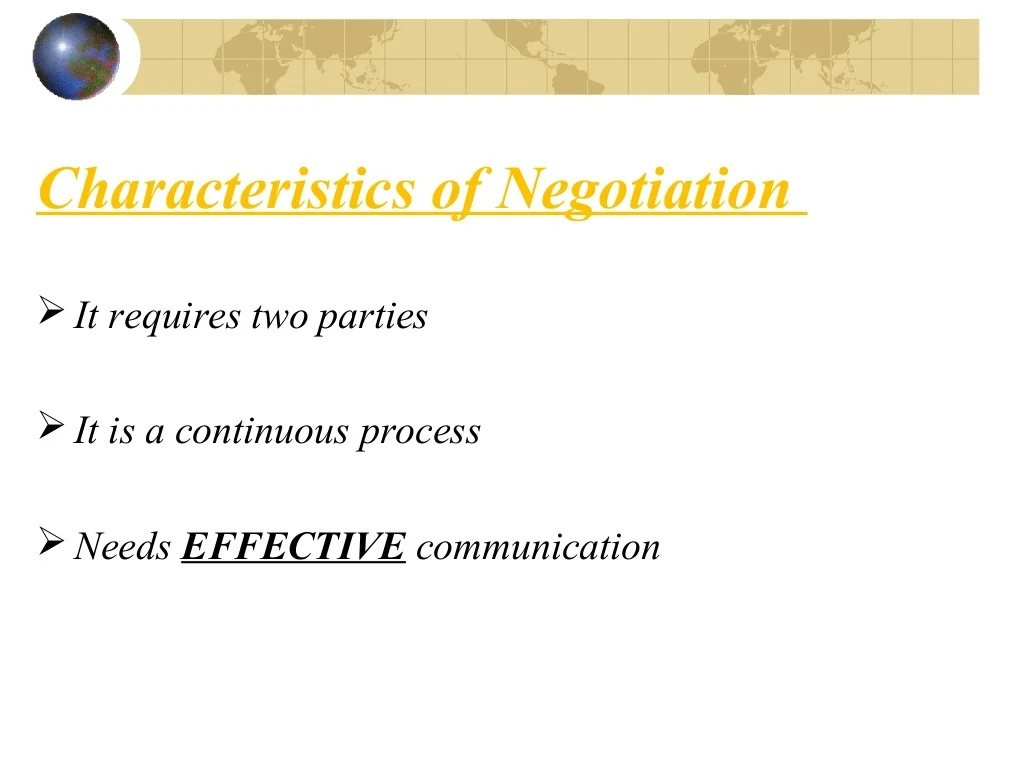 Characteristics of Negotiation
It requires two parties
It is a continuous process
Needs EFFECTIVE communication